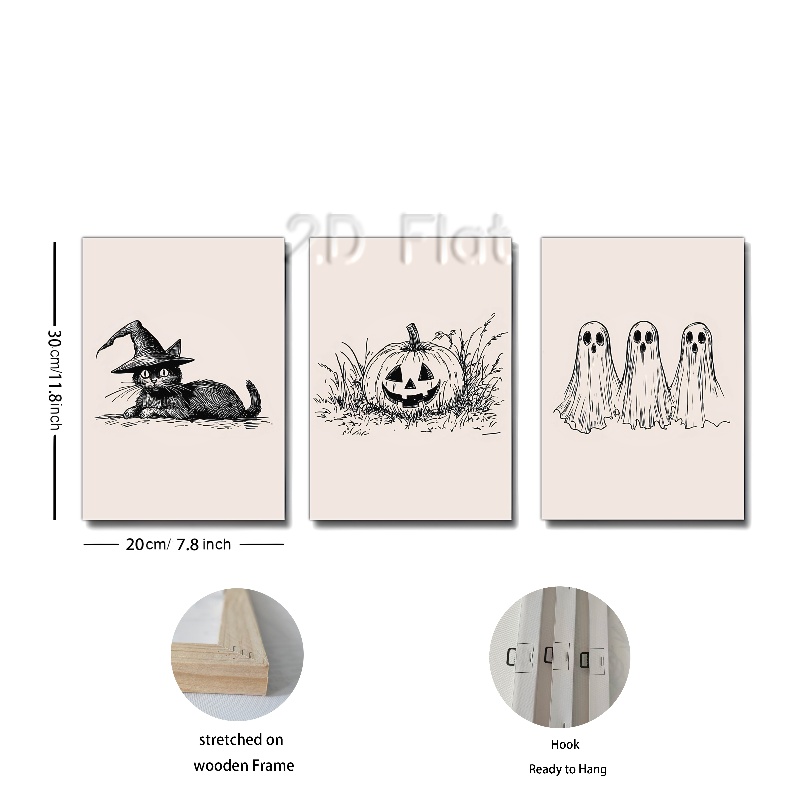 2D Flat
30cm/11.8inch
20cm/ 7.8 inch
stretched on
wooden Frame
Hook
Ready to Hang